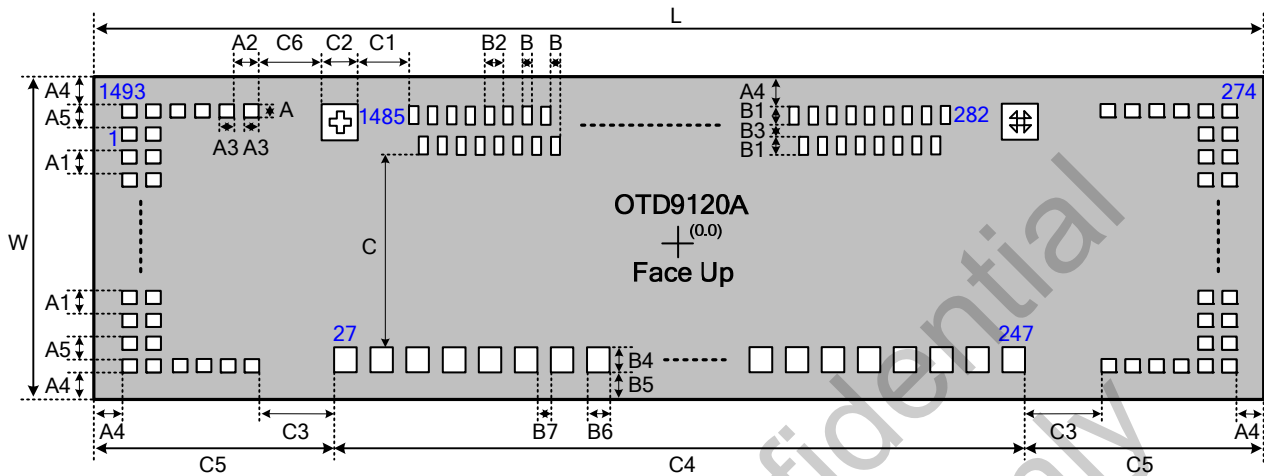 L
A2 C6 C2 C1 B2 B B
A4 1493 274 A4
A5 A 1485 B1 282
1 B3
A1 A3 A3 B1
OTD9120A
W C (0.0)
Face Up
A1
27 247
A5 B4
A4 B5
A4 C3 B7 B6 C3 A4
C5 C4 C5
fidential
nly